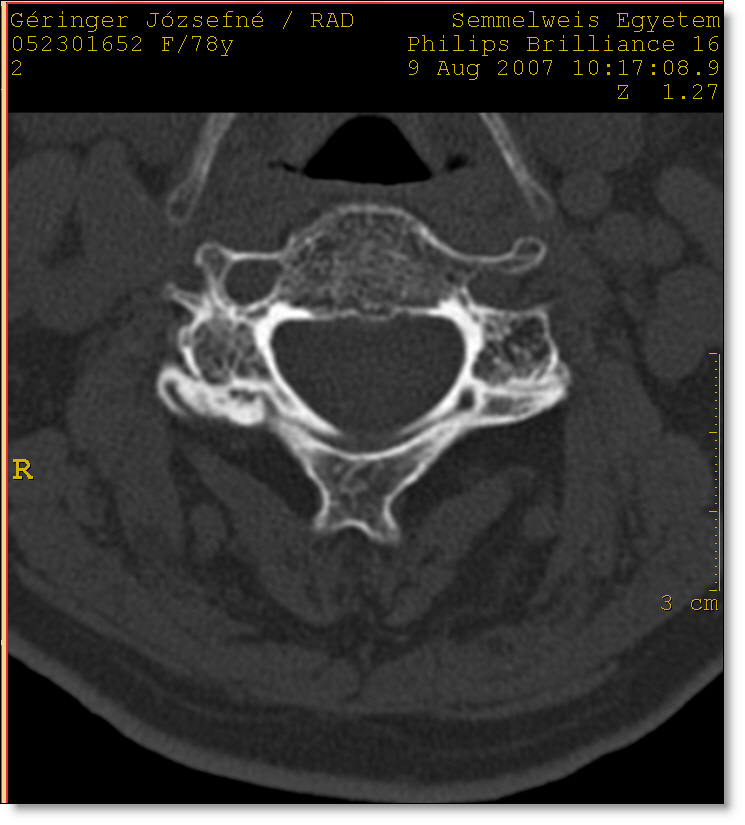 Géringer Józsefné / RAD
052301652 F/78y
2
Semmelweis Egyetem
Philips Brilliance 16
9 Aug 2007 10:17:08.9
Z 1.27
R
3 cm